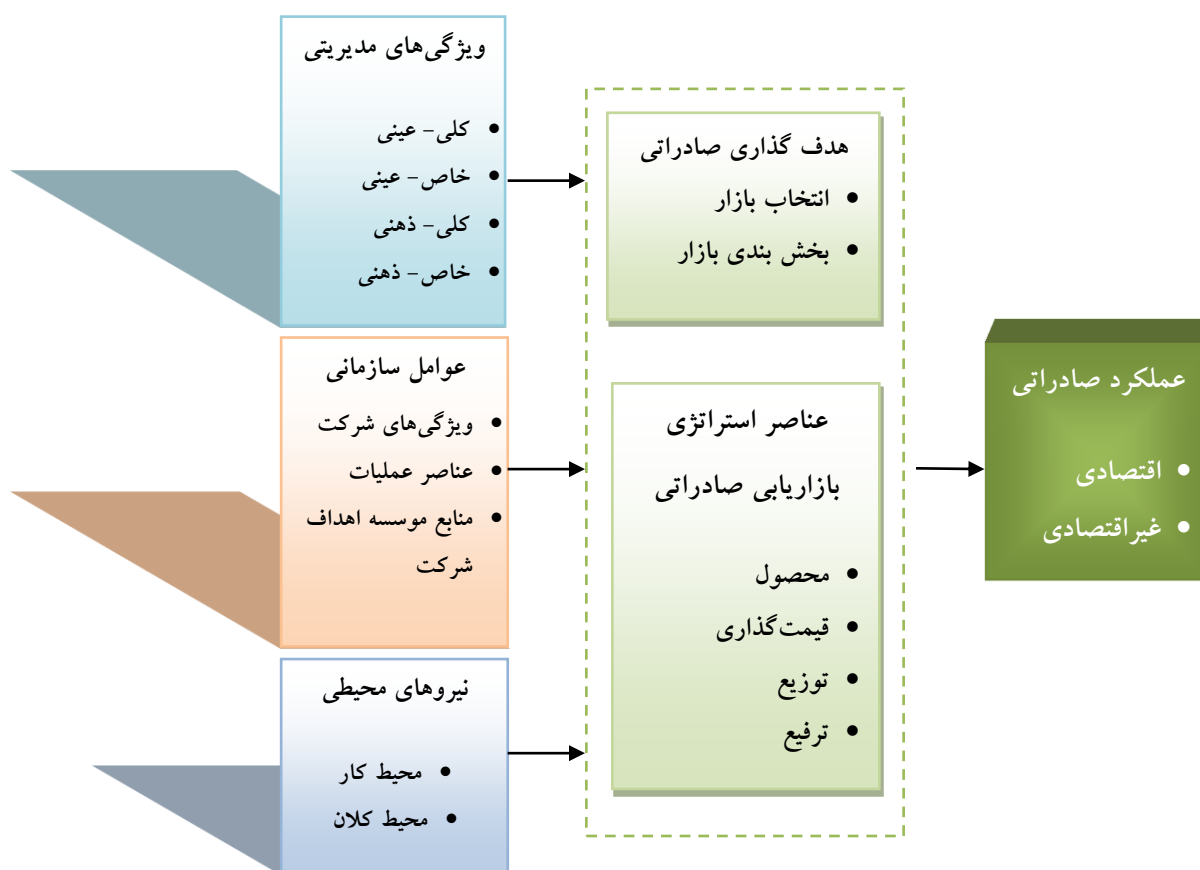 ویژگی‌های مدیریتی
• کلی- عینی
• خاص- عینی
• کلی- ذهنی
• خاص- ذهنی
عوامل سازمانی
• ویژگی‌های شرکت
• عناصر عملیات
• منابع موسسه اهداف
شرکت
نیروهای محیطی
• محیط کار
• محیط کلان
هدف گذاری صادراتی
• انتخاب بازار
• بخش بندی بازار
عناصر استراتژی
بازاریابی صادراتی
• محصول
• قیمت‌گذاری
• توزیع
• ترفیع
عملکرد صادراتی
• اقتصادی
• غیراقتصادی